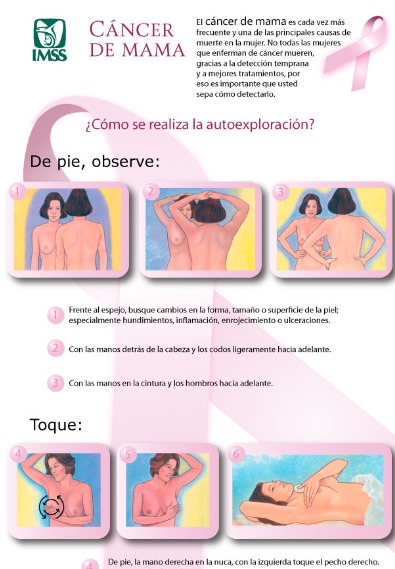 IMSS
CÁNCER
DE MAMA
El cáncer de mama es cada vez más
frecuente y una de las principales causas de
muerte en la mujer. No todas las mujeres
que enferman de cáncer mueren,
gracias a la detección temprana
y a mejores tratamientos, por
eso es importante que usted
sepa cómo detectarlo.
¿Cómo se realiza la autoexploración?
De pie, observe:
1 2 3
1 Frente al espejo, busque cambios en la forma, tamaño o superficie de la piel;
especialmente hundimientos, inflamación, enrojecimiento o ulceraciones.
2 Con las manos detrás de la cabeza y los codos ligeramente hacia adelante.
3 Con las manos en la cintura y los hombros hacia adelante.
Toque:
4 5 6
4 De pie, la mano derecha en la nuca, con la izquierda toque el pecho derecho.